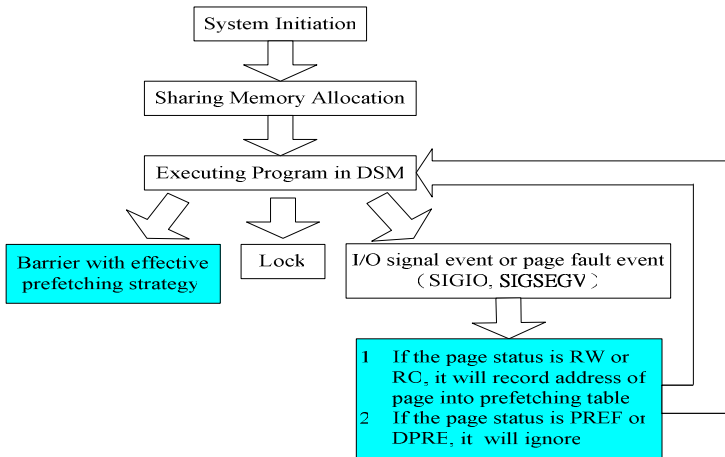 System Initiation
Sharing Memory Allocation
Executing Program in DSM
Barrier with effective
prefetching strategy
Lock
I/O signal event or page fault event
( SIGIO, SIGSEGV )
1 If the page status is RW or
RC, it will record address of
page into prefetching table
2 If the page status is PREF or
DPRE, it will ignore